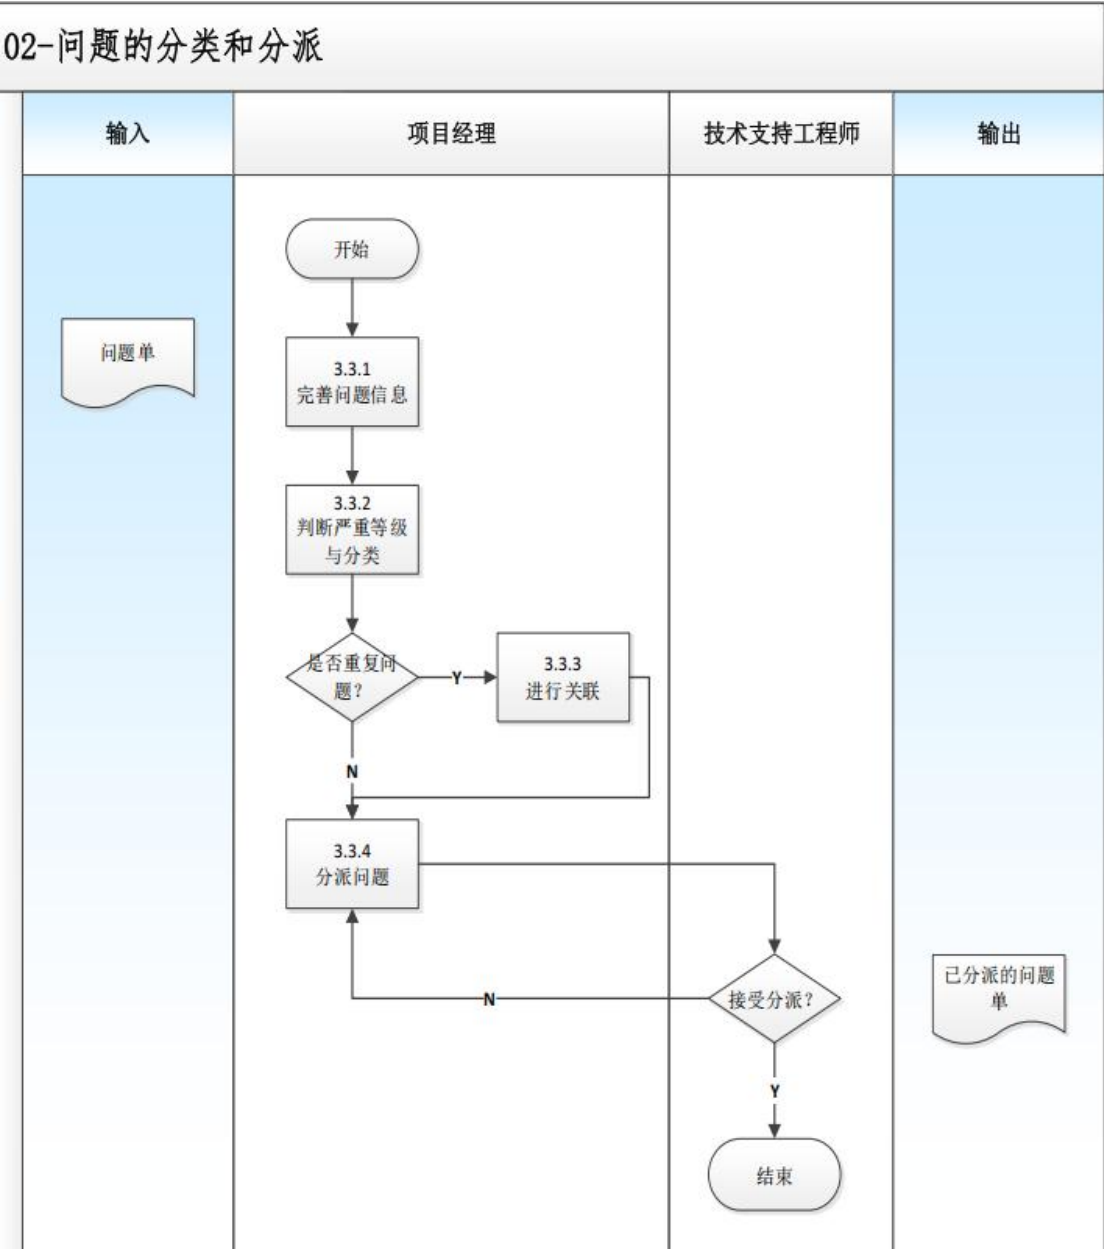 02-问题的分类和分派
输入
项目经理
技术支持工程师
输出
开始
问题单
3.3.1
完善问题信息
3.3.2
判断严重等级
与分类
是否重复问
题？
Y
3.3.3
进行关联
N
3.3.4
分派问题
接受分派？
N
已分派的问题
单
Y
结束